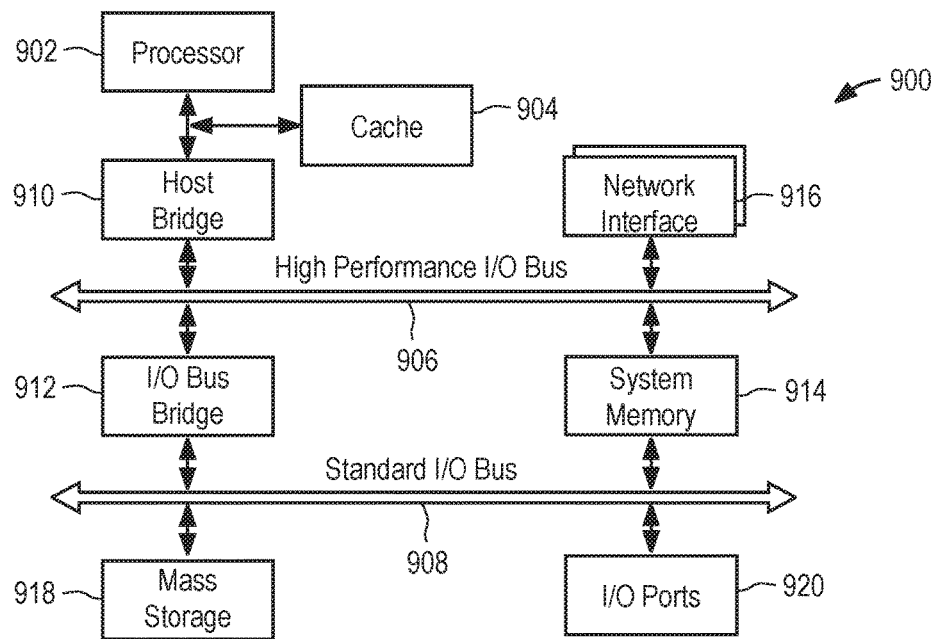 902
Processor
900
904
Cache
910
Host
Bridge
Network
Interface
916
High Performance I/O Bus
906
912
I/O Bus
Bridge
System
Memory
914
Standard I/O Bus
908
918
Mass
Storage
I/O Ports
920